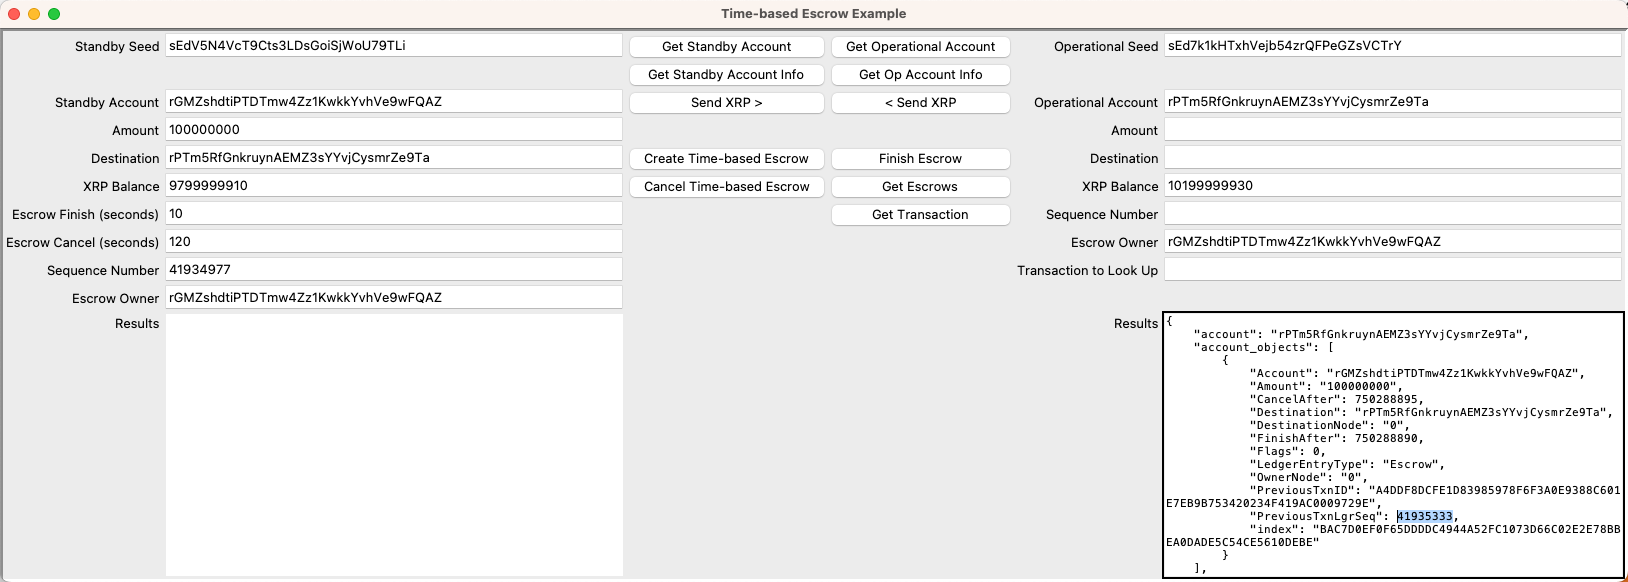 Time-based Escrow Example
Standby Seed sEdV5N4VcT9Cts3LDsGoiSjWoU79TLi Get Standby Account Get Operational Account Operational Seed sEd7k1kHTxhVejb54zrQFPeGZsVCTrY
Get Standby Account Info Get Op Account Info
Standby Account rGMZshdtiPTDTmw4Zz1KwkkYvhVe9wFQAZ Send XRP > < Send XRP Operational Account rPTm5RfGnkruynAEMZ3sYYvjCysmrZe9Ta
Amount 100000000 Amount
Destination rPTm5RfGnkruynAEMZ3sYYvjCysmrZe9Ta Create Time-based Escrow Finish Escrow Destination
XRP Balance 9799999910 Cancel Time-based Escrow Get Escrows XRP Balance 10199999930
Escrow Finish (seconds) 10 Get Transaction Sequence Number
Escrow Cancel (seconds) 120 Escrow Owner rGMZshdtiPTDTmw4Zz1KwkkYvhVe9wFQAZ
Sequence Number 41934977 Transaction to Look Up
Escrow Owner rGMZshdtiPTDTmw4Zz1KwkkYvhVe9wFQAZ
Results Results {
"account": "rPTm5RfGnkruynAEMZ3sYYvjCysmrZe9Ta",
"account_objects": [
{
"Account": "rGMZshdtiPTDTmw4Zz1KwkkYvhVe9wFQAZ",
"Amount": "100000000",
"CancelAfter": 750288895,
"Destination": "rPTm5RfGnkruynAEMZ3sYYvjCysmrZe9Ta",
"DestinationNode": "0",
"FinishAfter": 750288890,
"Flags": 0,
"LedgerEntryType": "Escrow",
"OwnerNode": "0",
"PreviousTxnID": "A4DDF8DCFE1D83985978F6F3A0E9388C601
E7EB9B753420234F419AC0009729E",
"PreviousTxnLgrSeq": 41935333,
"index": "BAC7D0EF0F65DDDDC4944A52FC1073D66C02E2E78BB
EA0DADE5C54CE5610DEBE"
}
],